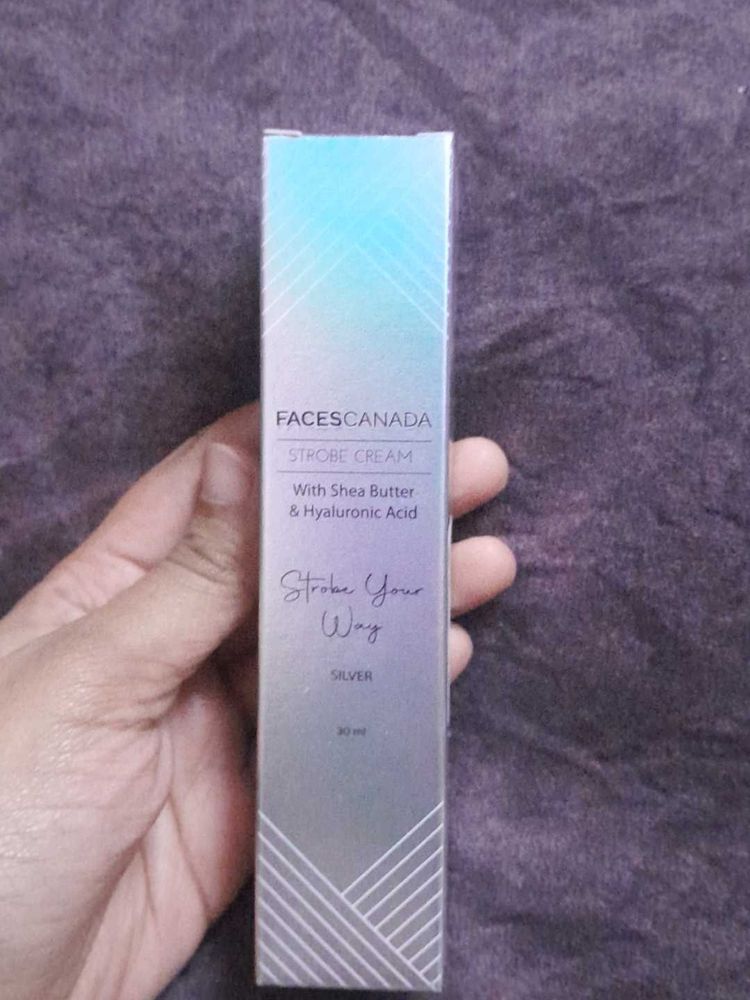 FACESCANADA
STROBE CREAM
With Shea Butter
& Hyaluronic Acid
Strobe Your
Way
SILVER
30 ml